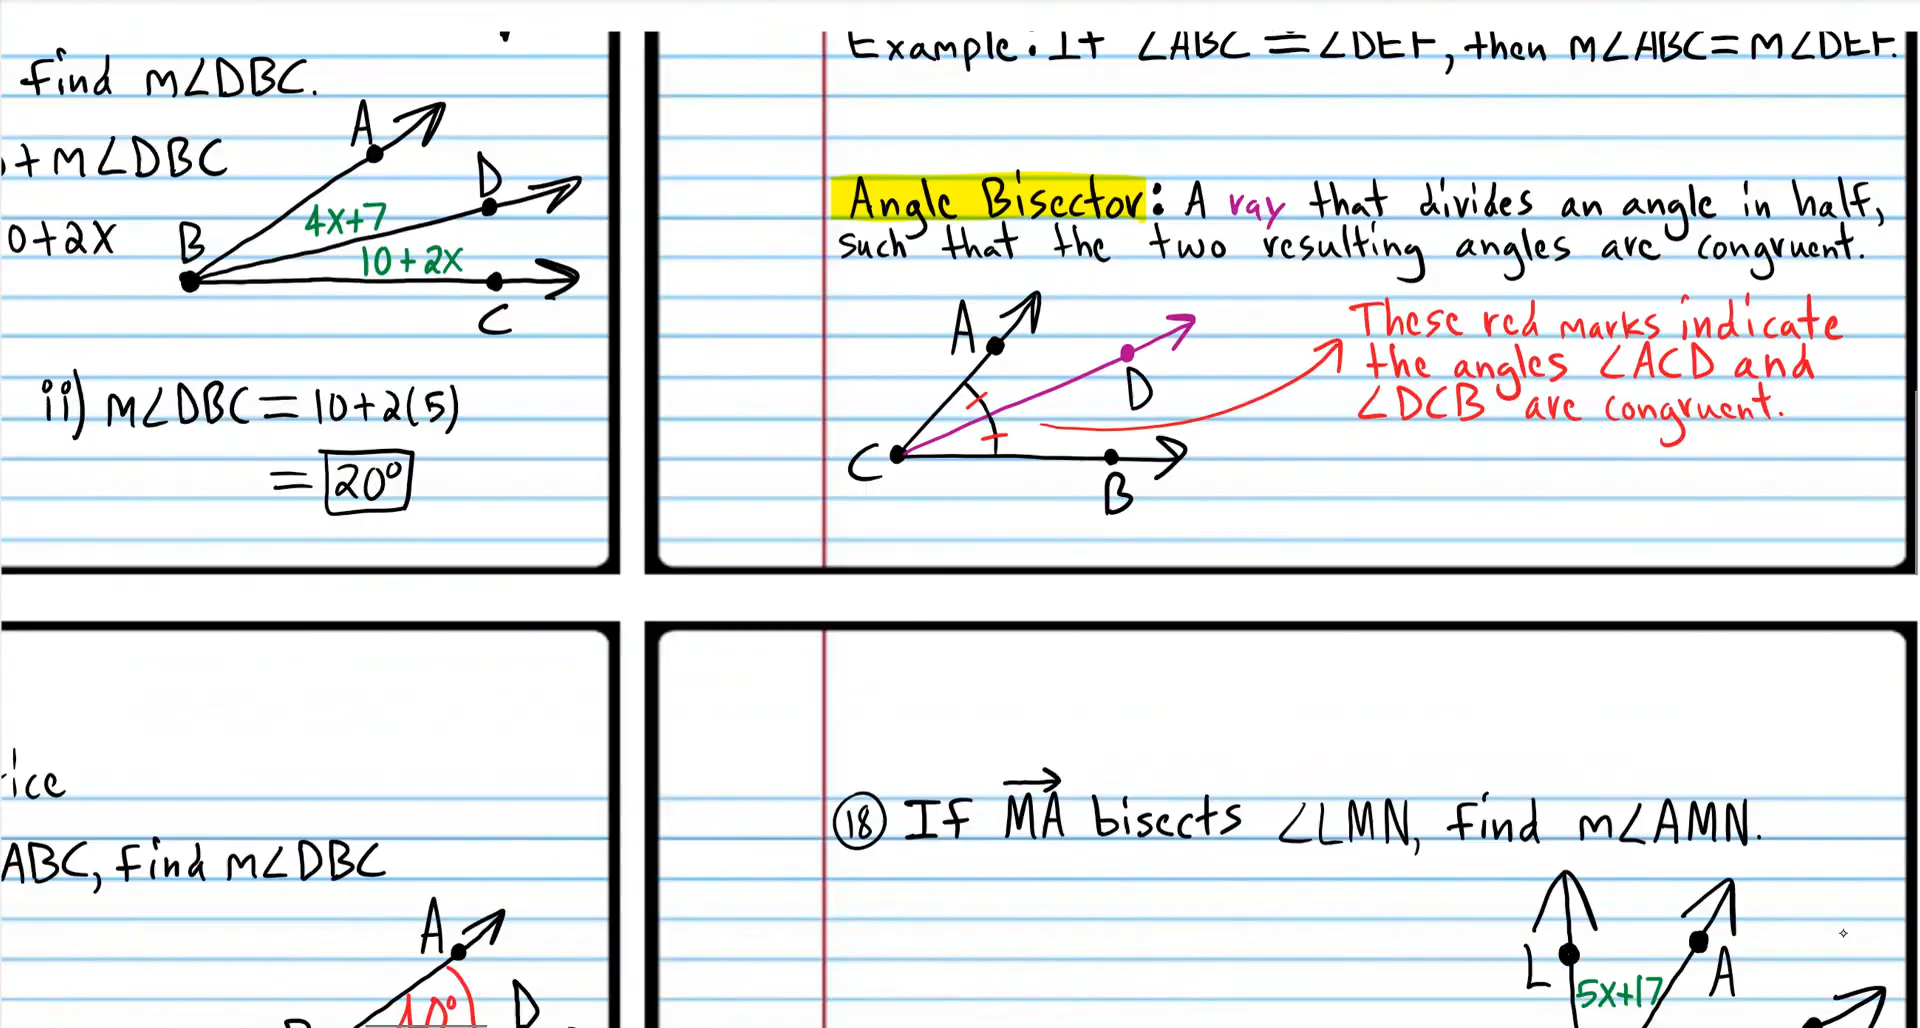 Find m∠DBC.
+m∠DBC
0+2x
A
D
B
4x+7
10+2x
C
ii) m∠DBC = 10+2(5)
= 20°
Example: If ∠ABC ≅ ∠DEF, then m∠ABC = m∠DEF.
Angle Bisector: A ray that divides an angle in half,
such that the two resulting angles are congruent.
A
D
C
B
These red marks indicate
the angles ∠ACD and
∠DCB are congruent.
ice
ABC, find m∠DBC
A
D
18 If MA bisects ∠LMN, find m∠AMN.
L
A
5x+17